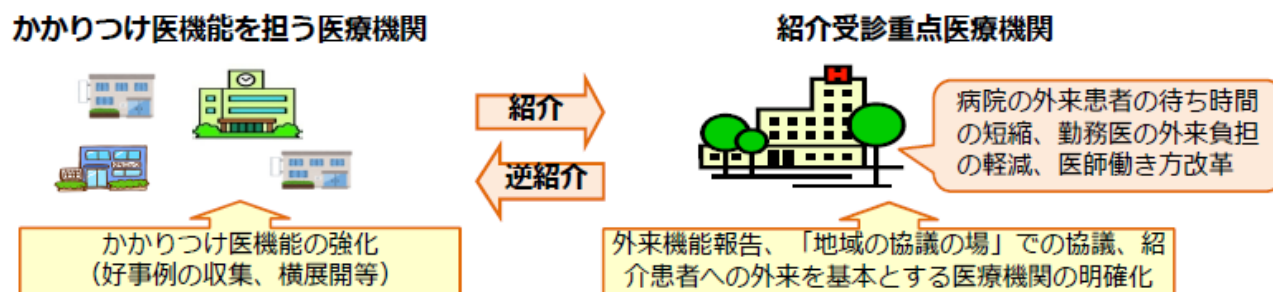 かかりつけ医機能を担う医療機関
紹介受診重点医療機関
H
紹介
逆紹介
病院の外来患者の待ち時間
の短縮、勤務医の外来負担
の軽減、医師働き方改革
かかりつけ医機能の強化
（好事例の収集、横展開等）
外来機能報告、「地域の協議の場」での協議、紹
介患者への外来を基本とする医療機関の明確化